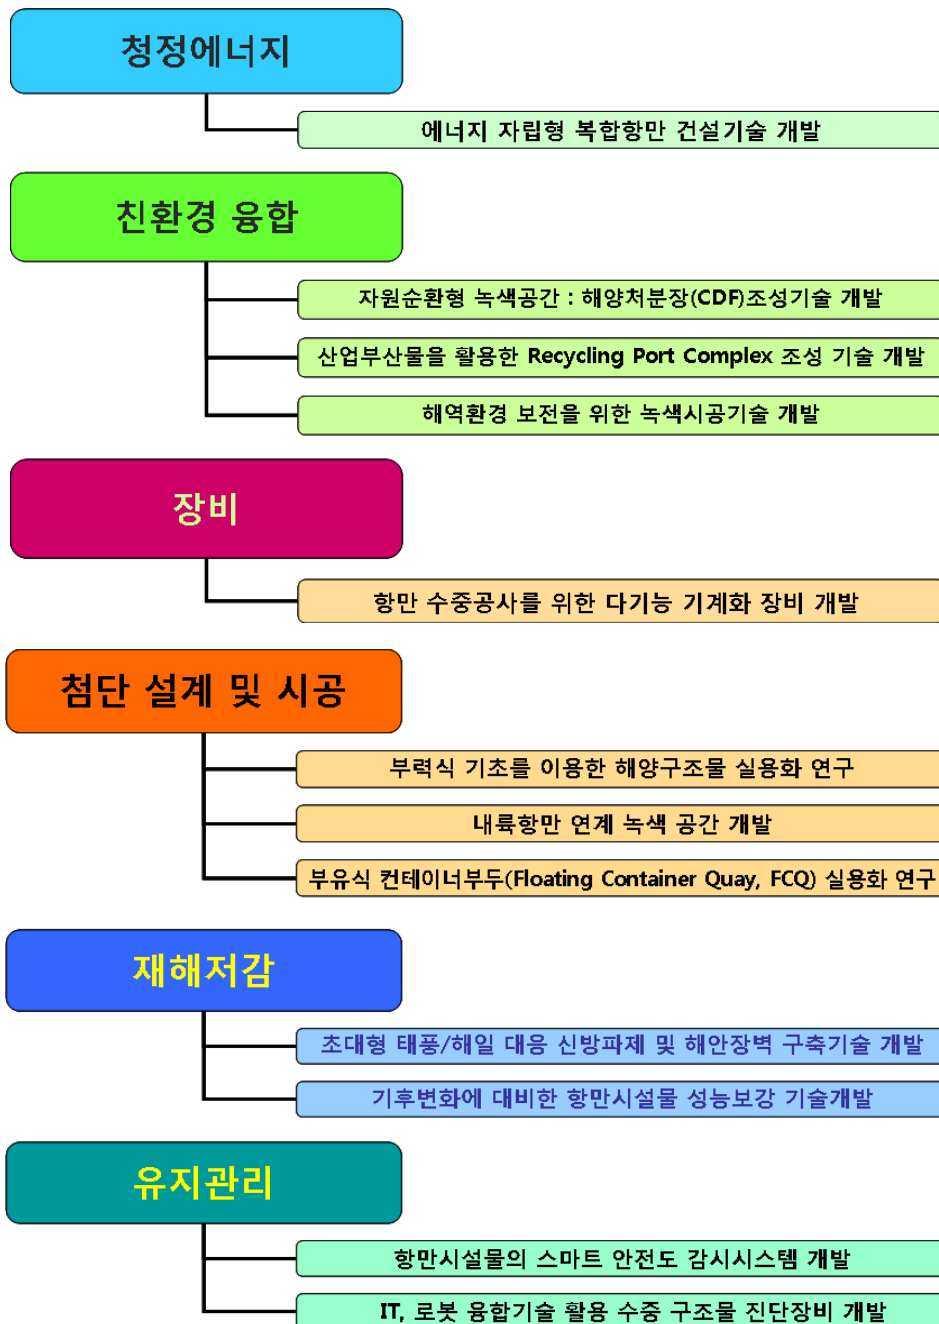 청정에너지
에너지 자립형 복합항만 건설기술 개발
친환경 융합
자원순환형 녹색공간 : 해양처분장(CDF)조성기술 개발
산업부산물을 활용한 Recycling Port Complex 조성 기술 개발
해역환경 보전을 위한 녹색시공기술 개발
장비
항만 수중공사를 위한 다기능 기계화 장비 개발
첨단 설계 및 시공
부력식 기초를 이용한 해양구조물 실용화 연구
내륙항만 연계 녹색 공간 개발
부유식 컨테이너부두(Floating Container Quay, FCQ) 실용화 연구
재해저감
초대형 태풍/해일 대응 신방파제 및 해안장벽 구축기술 개발
기후변화에 대비한 항만시설물 성능보강 기술개발
유지관리
항만시설물의 스마트 안전도 감시시스템 개발
IT, 로봇 융합기술 활용 수중 구조물 진단장비 개발